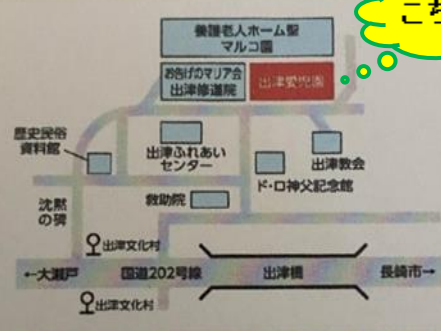 こち
養護老人ホーム聖
マルコ園
お告げのマリア会
出津修道院
出津愛児園
歴史民俗
資料館
出津ふれあい
センター
出津教会
ド・ロ神父記念館
救助院
沈黙
の碑
出津文化村
←大瀬戸
国道202号線
出津橋
長崎市→
出津文化村